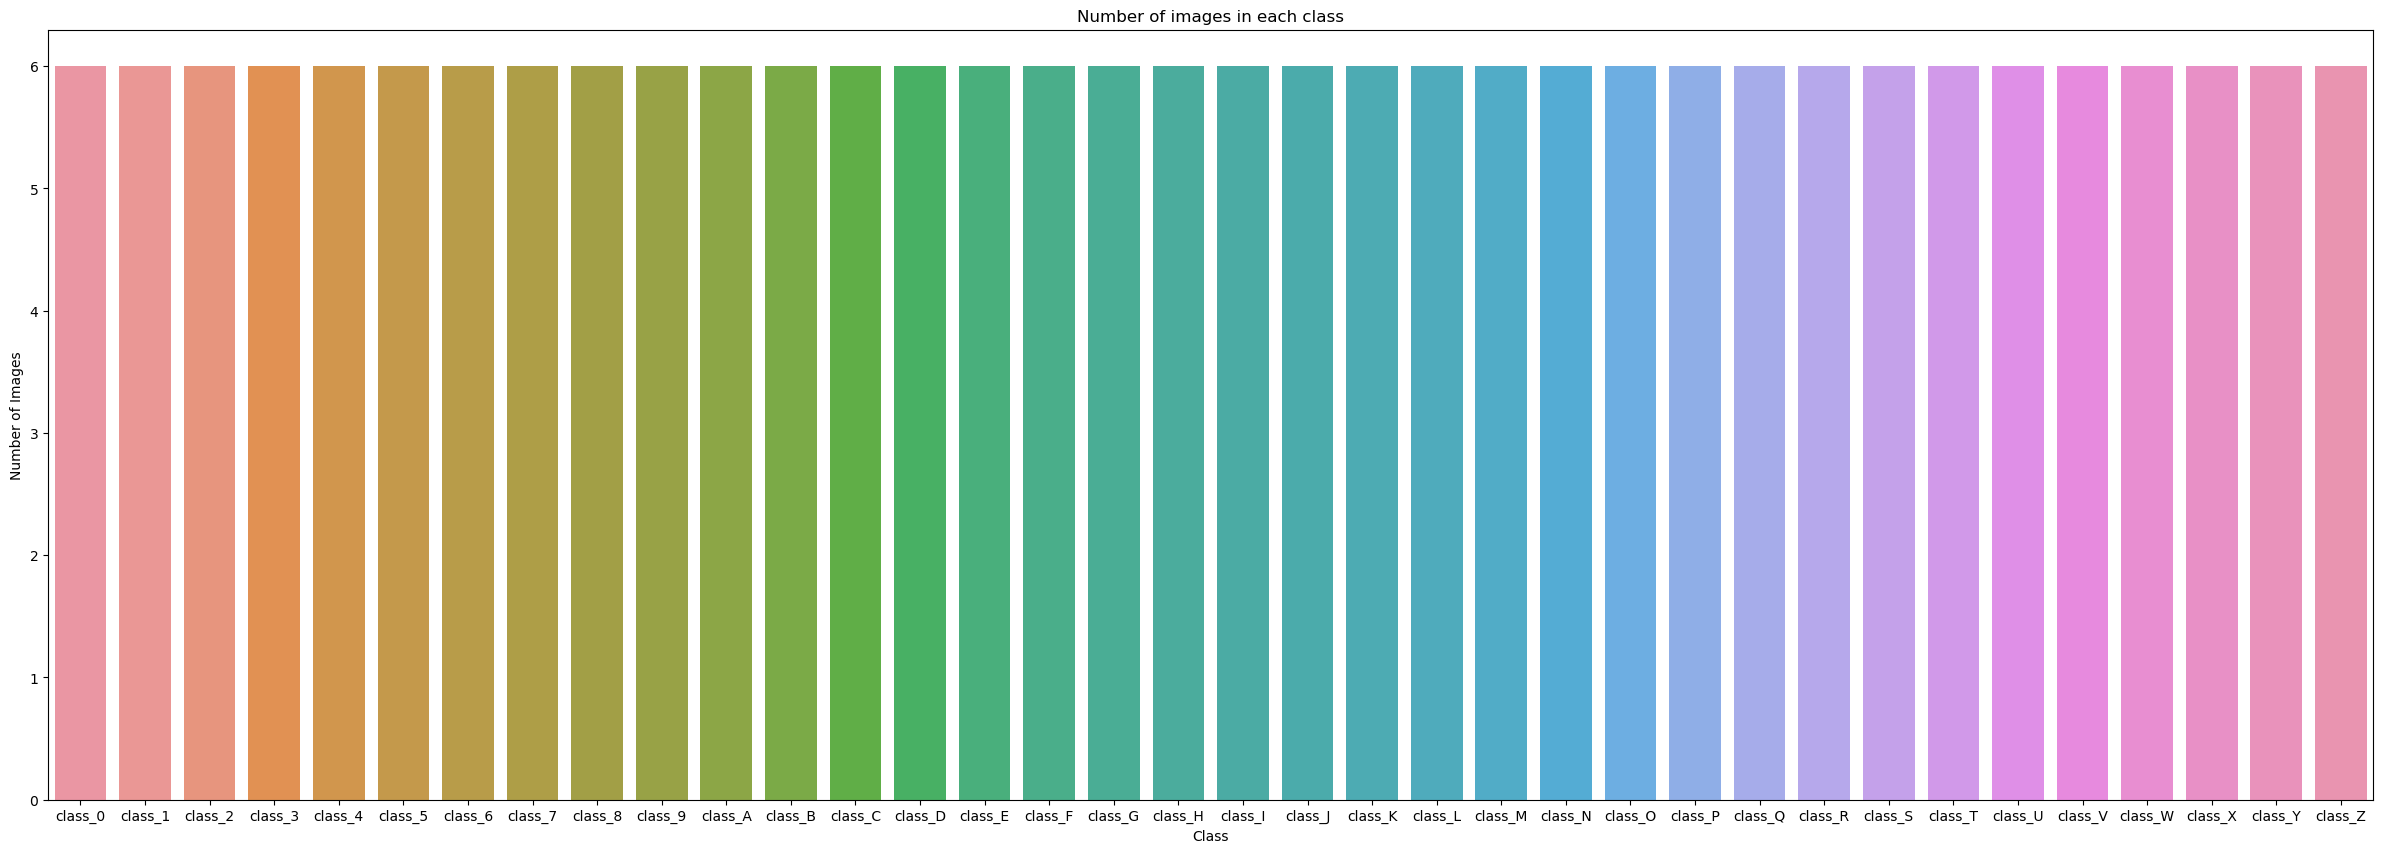 Number of images in each class
Number of Images
6
5
4
3
2
1
0
class_0 class_1 class_2 class_3 class_4 class_5 class_6 class_7 class_8 class_9 class_A class_B class_C class_D class_E class_F class_G class_H class_I class_J class_K class_L class_M class_N class_O class_P class_Q class_R class_S class_T class_U class_V class_W class_X class_Y class_Z
Class